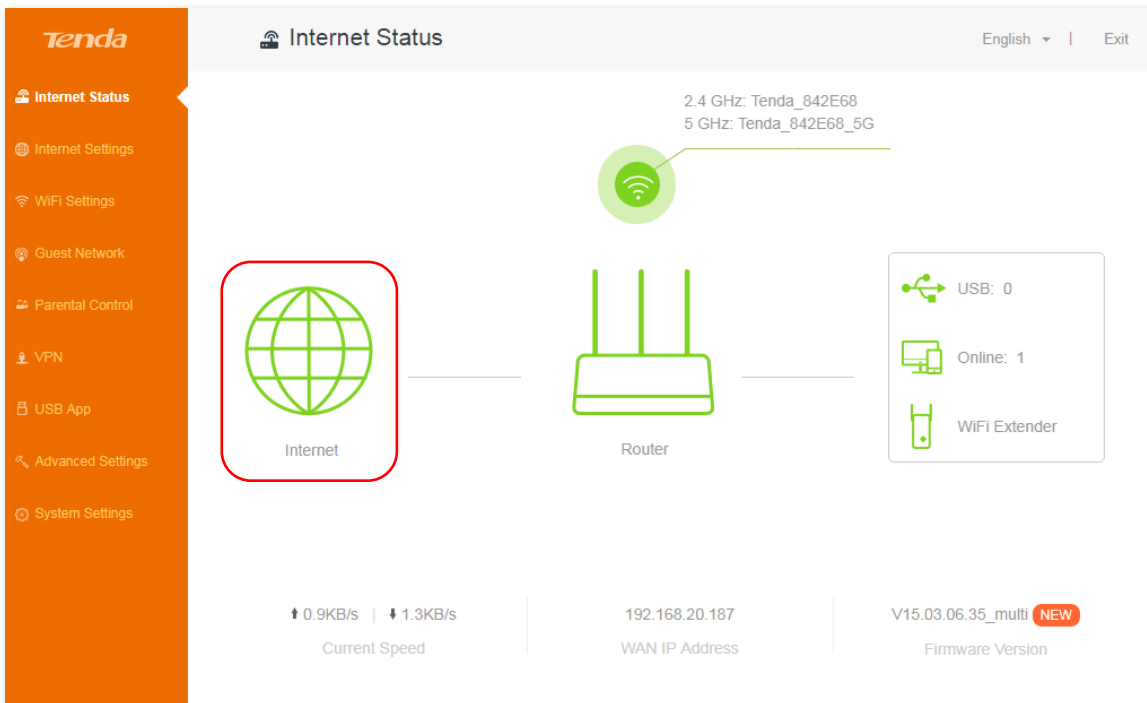 Tenda
Internet Status
English
|
Exit
Internet Status
Internet Settings
WiFi Settings
Guest Network
Parental Control
VPN
USB App
Advanced Settings
System Settings
2.4 GHz: Tenda_842E68
5 GHz: Tenda_842E68_5G
Internet
Router
USB: 0
Online: 1
WiFi Extender
0.9KB/s | 1.3KB/s
Current Speed
192.168.20.187
WAN IP Address
V15.03.06.35_multi NEW
Firmware Version